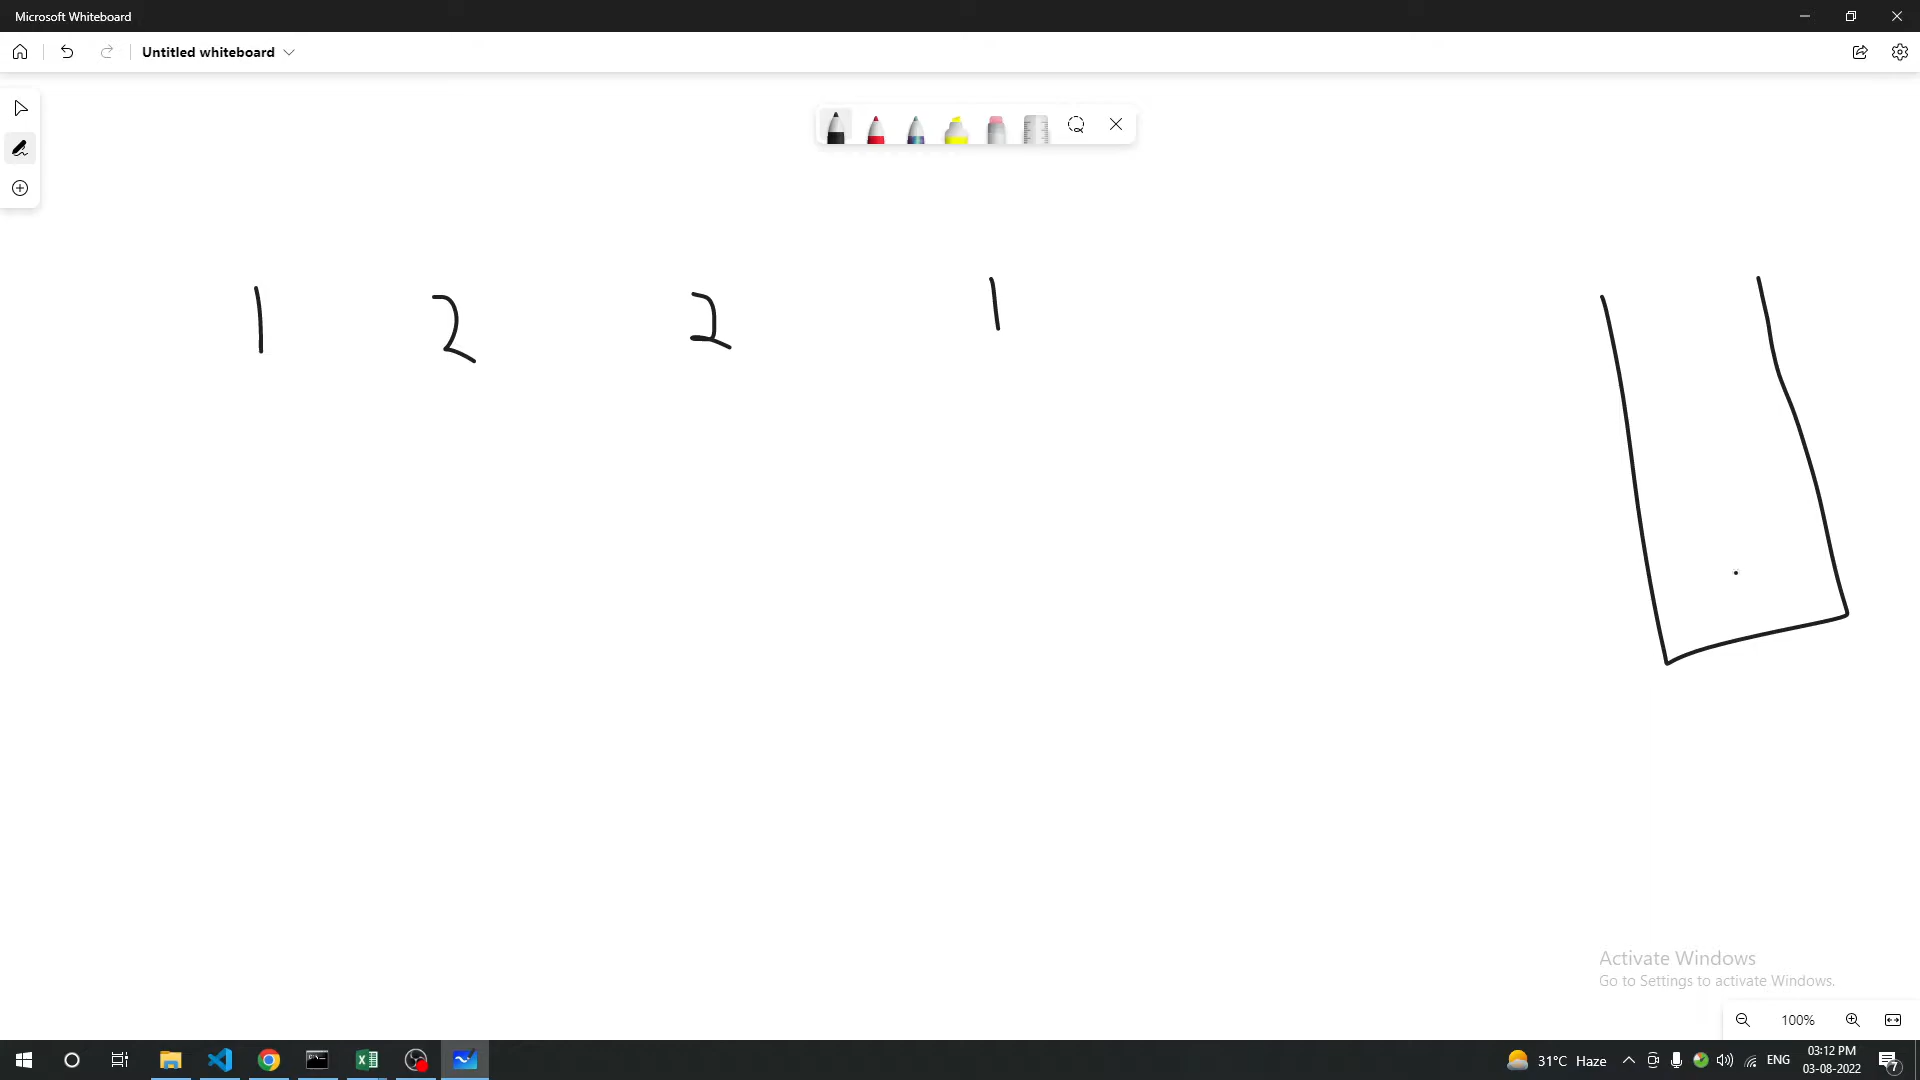 Microsoft Whiteboard
Untitled whiteboard
1 2 2 1
Activate Windows
Go to Settings to activate Windows.
100%
31°C Haze ENG 03:12 PM
03-08-2022 7